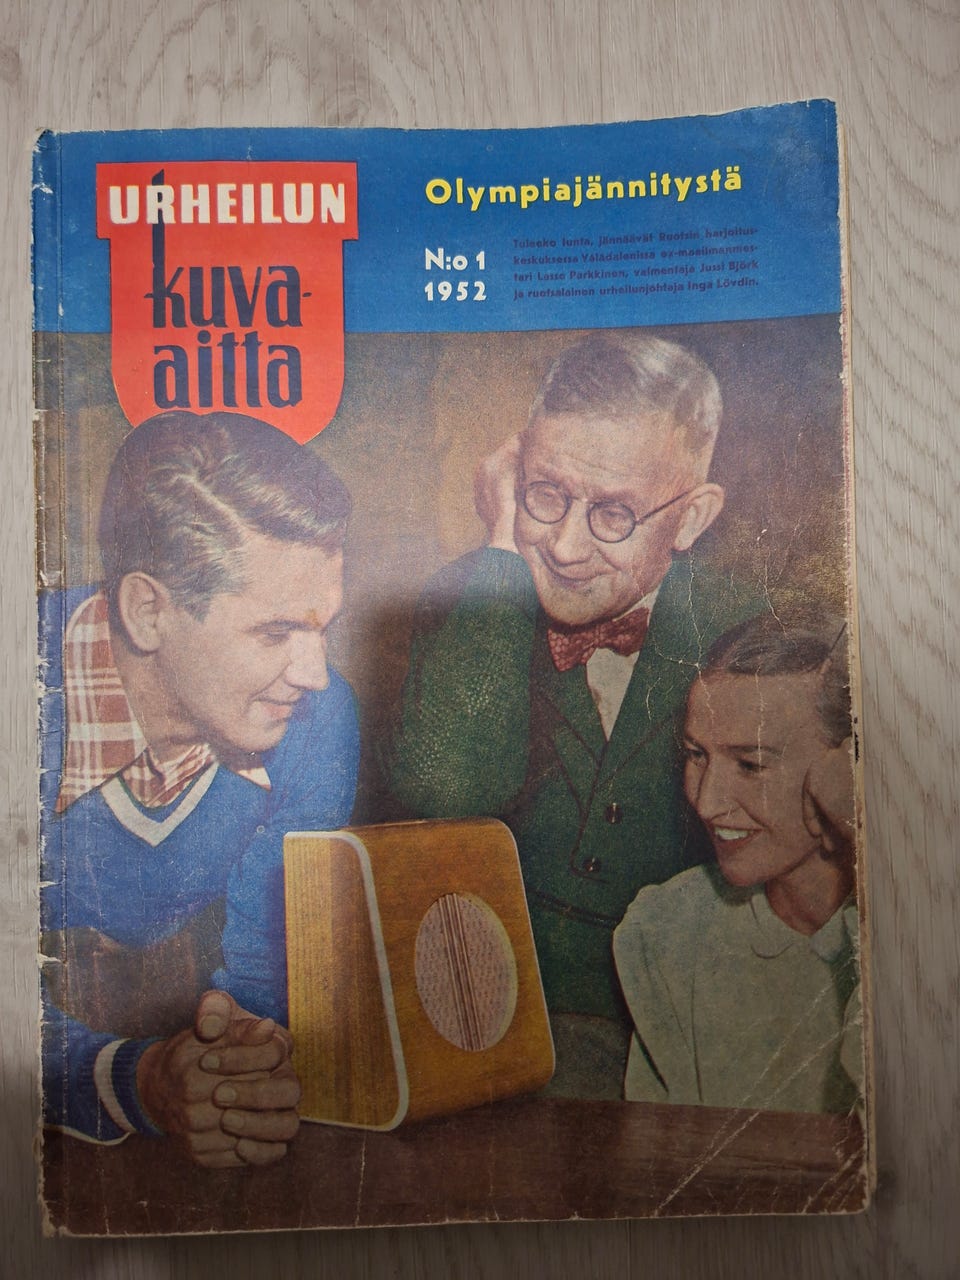 URHEILUN
kuva-
aitta
Olympiajännitystä
N:o 1
1952
Tuleeko lunta, jännäävät Ruotsin harjoitus-
keskuksessa Vålådalenissa ex-maailmanmes-
tari Lasse Parkkinen, valmentaja Jussi Björk
ja ruotsalainen urheilunjohtaja Inga Lövdin.